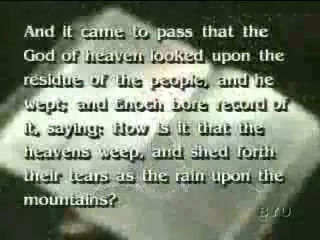 And it came to pass that the
God of heaven looked upon the
residue of the people, and he
wept; and Enoch bore record of
it, saying: How is it that the
heavens weep, and shed forth
their tears as the rain upon the
mountains?
BYU